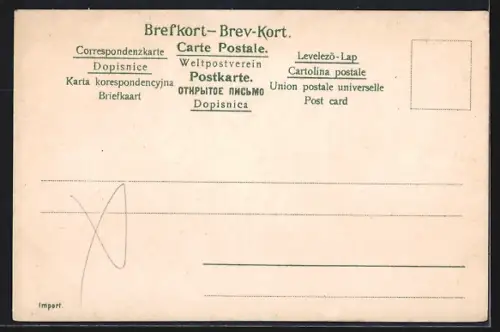 Brefkort—Brev-Kort.
Correspondenzkarte
Dopisnice
Karta korespondencyjna
Briefkaart
Carte Postale.
Weltpostverein
Postkarte.
ОТКРЫТОЕ ПИСЬМО
Dopisnica
Levelező-Lap
Cartolina postale
Union postale universelle
Post card
Import.